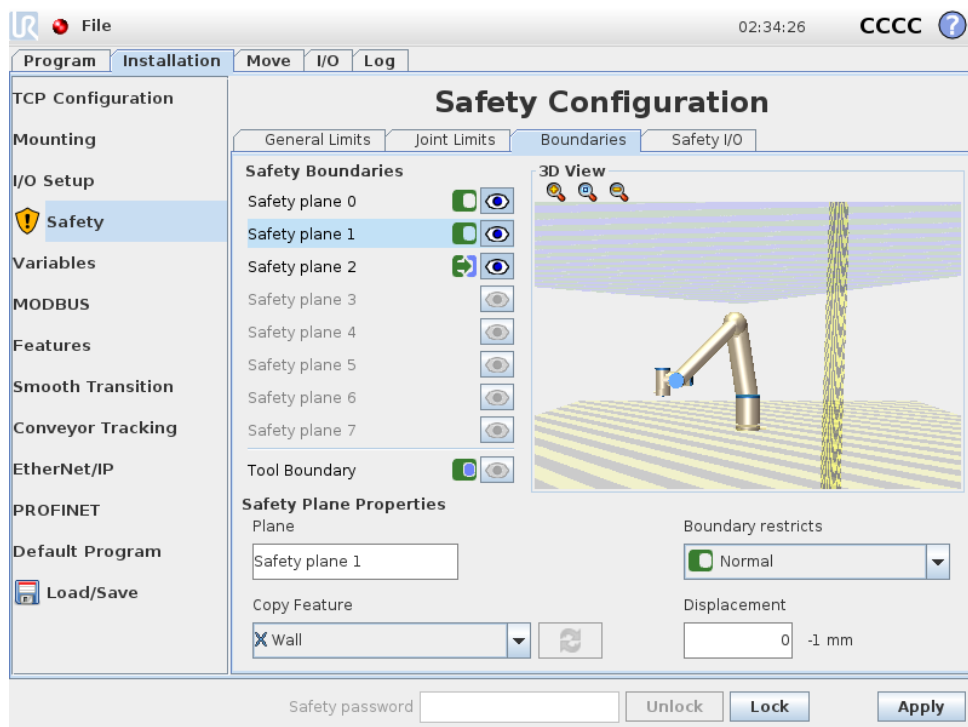 UR File 02:34:26 CCCC ?
Program Installation Move I/O Log
TCP Configuration
Mounting
I/O Setup
Safety
Variables
MODBUS
Features
Smooth Transition
Conveyor Tracking
EtherNet/IP
PROFINET
Default Program
Load/Save
Safety Configuration
General Limits Joint Limits Boundaries Safety I/O
Safety Boundaries
Safety plane 0
Safety plane 1
Safety plane 2
Safety plane 3
Safety plane 4
Safety plane 5
Safety plane 6
Safety plane 7
Tool Boundary
3D View
Safety Plane Properties
Plane
Safety plane 1
Copy Feature
Wall
Boundary restricts
Normal
Displacement
0 -1 mm
Safety password Unlock Lock Apply